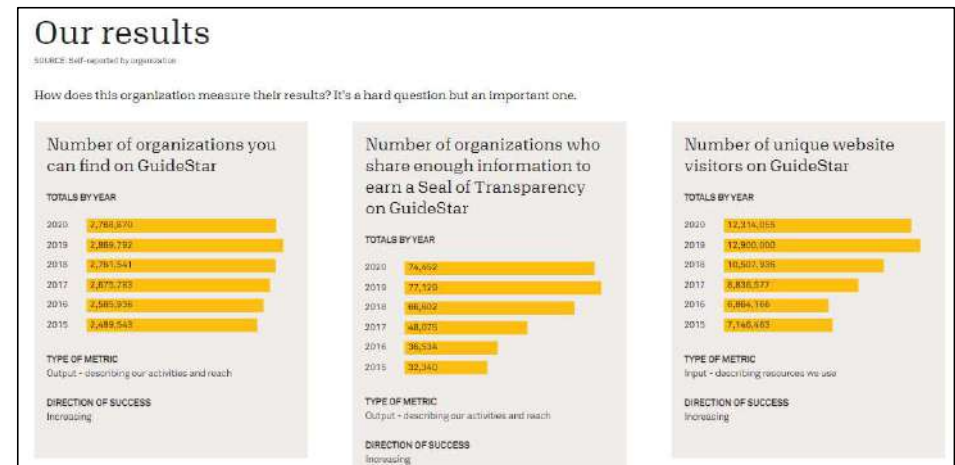 Our results
SOURCE: Self-reported by organization
How does this organization measure their results? It's a hard question but an important one.
Number of organizations you
can find on GuideStar
TOTALS BY YEAR
2020 2,768,670
2019 2,869,792
2018 2,761,541
2017 2,675,783
2016 2,585,936
2015 2,489,543
TYPE OF METRIC
Output - describing our activities and reach
DIRECTION OF SUCCESS
Increasing
Number of organizations who
share enough information to
earn a Seal of Transparency
on GuideStar
TOTALS BY YEAR
2020 74,452
2019 77,120
2018 66,602
2017 48,075
2016 36,534
2015 32,340
TYPE OF METRIC
Output - describing our activities and reach
DIRECTION OF SUCCESS
Increasing
Number of unique website
visitors on GuideStar
TOTALS BY YEAR
2020 12,314,055
2019 12,900,000
2018 10,507,936
2017 8,836,577
2016
2015
TYPE OF METRIC
Input - describing resources we use
DIRECTION OF SUCCESS
Increasing